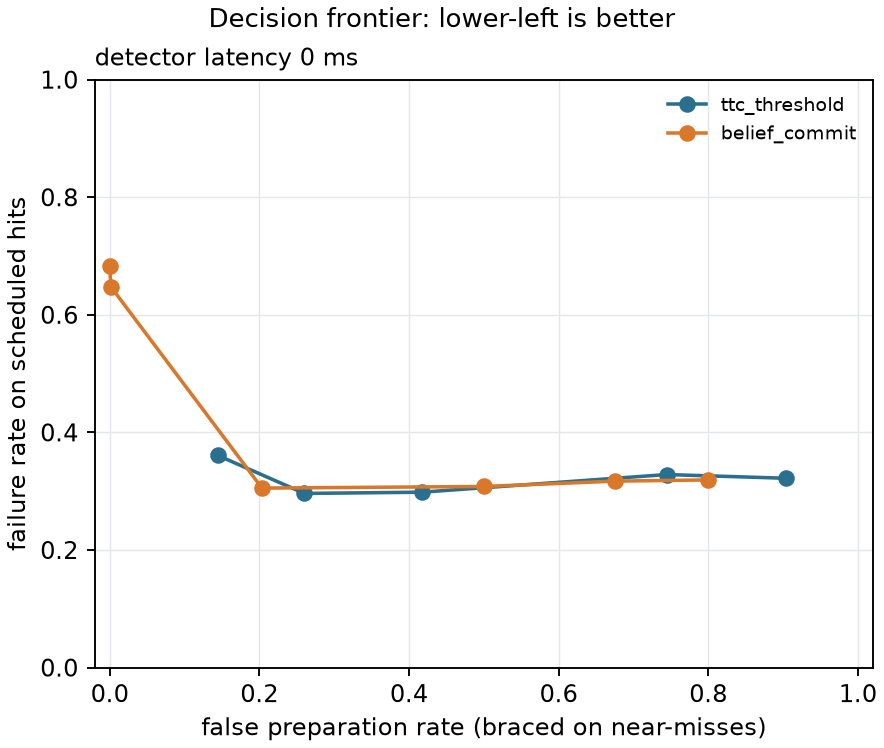 Decision frontier: lower-left is better
detector latency 0 ms
ttc_threshold
belief_commit
failure rate on scheduled hits
1.0
0.8
0.6
0.4
0.2
0.0
0.0 0.2 0.4 0.6 0.8 1.0
false preparation rate (braced on near-misses)